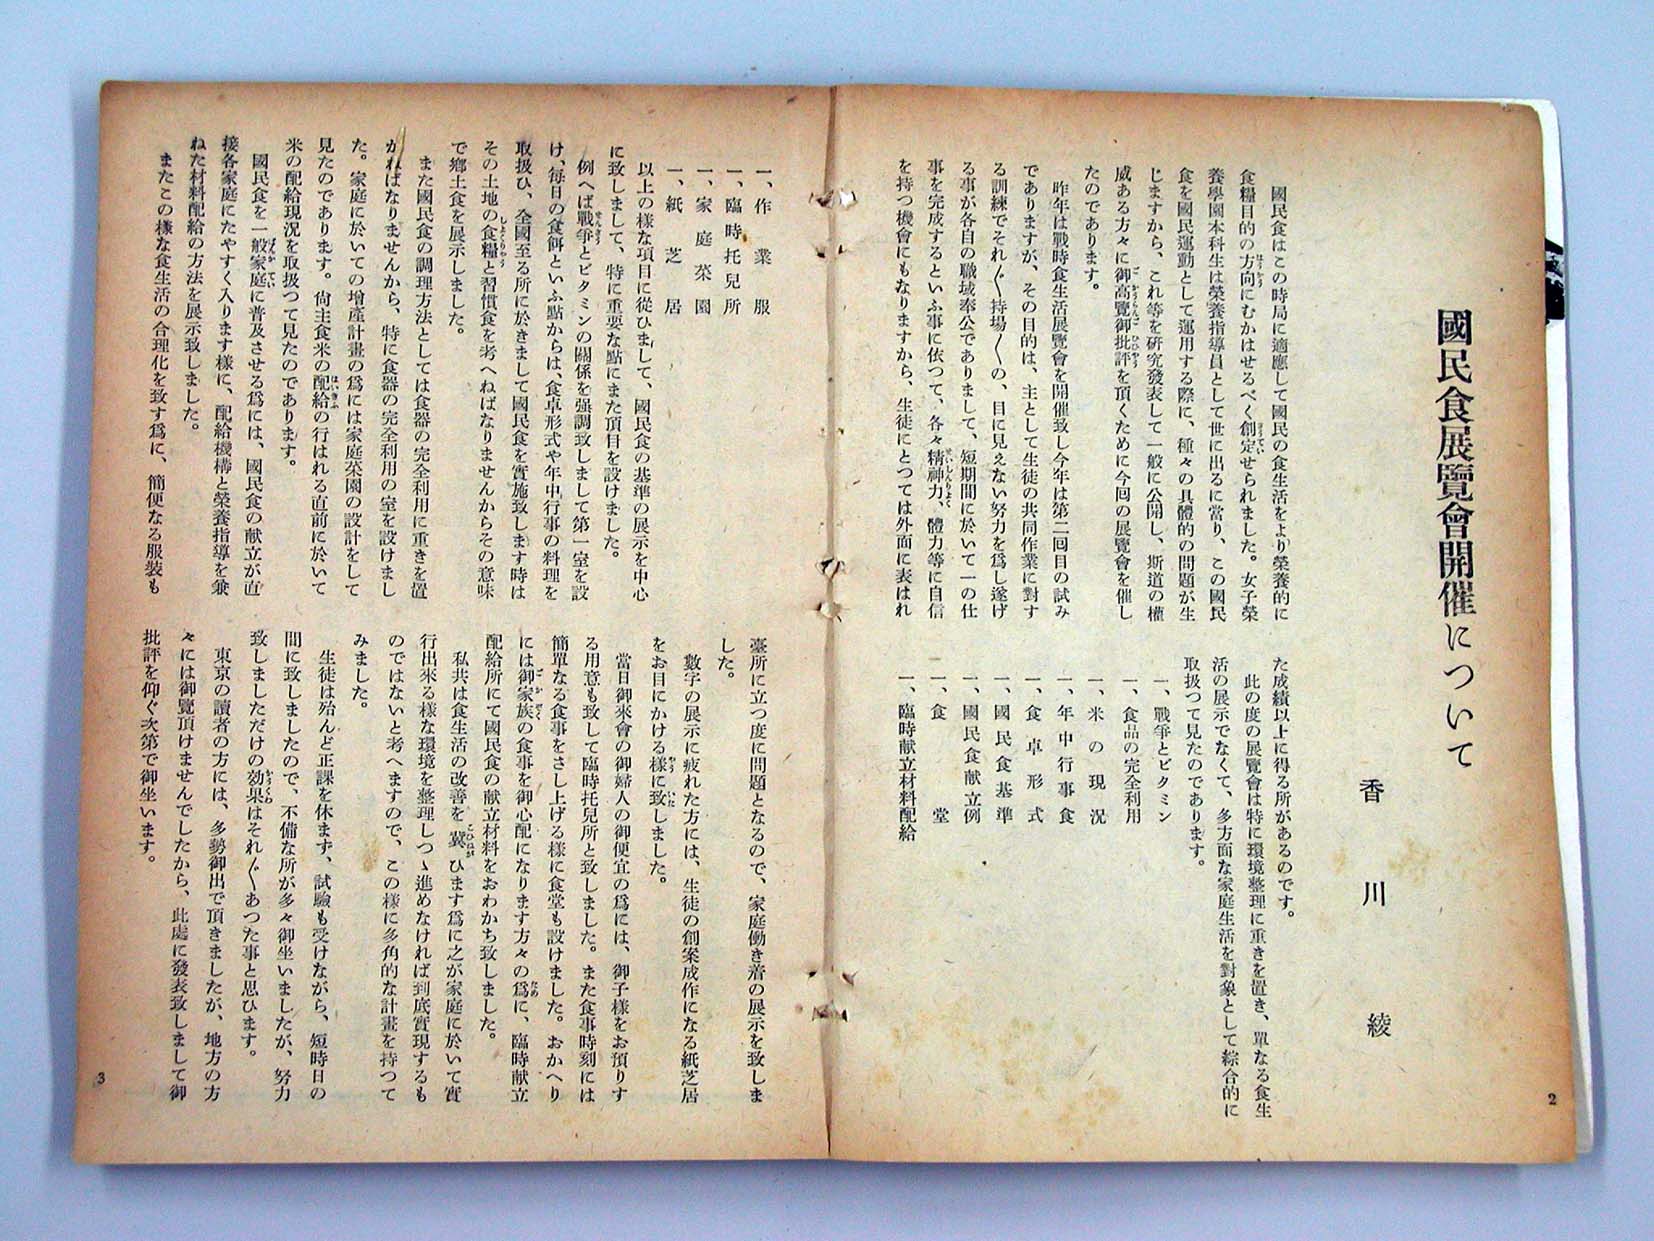 國民食展覽會開催について
香川綾
國民食はこの時局に適應して國民の食生活をより榮養的に
食糧目的の方向にむかはせるべく創定せられました。女子榮
養學園本科生は榮養指導員として世に出るに當り、この國民
食を國民運動として運用する際に、種々の具體的の問題が生
じますから、これ等を研究發表して一般に公開し、斯道の權
威ある方々に御高覽御批評を頂くために今回の展覽會を催し
たのであります。
昨年は戰時食生活展覽會を開催致し今年は第二回目の試み
でありますが、その目的は、主として生徒の共同作業に對す
る訓練でそれ〴〵持場〳〵の、目に見えない努力を爲し遂げ
る事が各自の職域奉公でありまして、短期間に於いて一の仕
事を完成するといふ事に依つて、各々精神力、體力等に自信
を持つ機會にもなりますから、生徒にとつては外面に表はれ
た成績以上に得る所があるのです。
此の度の展覽會は特に環境整理に重きを置き、單なる食生
活の展示でなくて、多方面な家庭生活を對象として綜合的に
取扱つて見たのであります。
一、戰爭とビタミン
一、食品の完全利用
一、米の現況
一、年中行事食
一、食卓形式
一、國民食基準
一、國民食献立例
一、食堂
一、臨時献立材料配給
2
一、作業服
一、臨時托兒所
一、家庭菜園
一、紙芝居
以上の樣な項目に從ひまして、國民食の基準の展示を中心
に致しまして、特に重要な點にまた頂目を設けました。
例へば戰爭とビタミンの關係を强調致しまして第一室を設
け、每日の食餌といふ點からは、食卓形式や年中行事の料理を
取扱ひ、全國至る所に於きまして國民食を實施致します時は
その土地の食糧と習慣食を考へねばなりませんからその意味
で鄕土食を展示しました。
また國民食の調理方法としては食器の完全利用に重きを置
かねばなりませんから、特に食器の完全利用の室を設けまし
た。家庭に於いての增產計畫の爲には家庭菜園の設計をして
見たのであります。尙主食米の配給の行はれる直前に於いて
米の配給現況を取扱つて見たのであります。
國民食を一般家庭に普及させる爲には、國民食の献立が直
接各家庭にたやすく入ります樣に、配給機構と榮養指導を兼
ねた材料配給の方法を展示致しました。
またこの樣な食生活の合理化を致す爲に、簡便なる服裝も
臺所に立つ度に問題となるので、家庭働き着の展示を致しま
した。
數字の展示に疲れた方には、生徒の創案成作になる紙芝居
をお目にかける樣に致しました。
當日御來會の御婦人の御便宜の爲には、御子樣をお預りす
る用意も致して臨時托兒所と致しました。また食事時刻には
簡單なる食事をさし上げる樣に食堂も設けました。おかへり
には御家族の食事を御心配になります方々の爲に、臨時献立
配給所にて國民食の献立材料をおわかち致しました。
私共は食生活の改善を冀ひます爲に之が家庭に於いて實
行出來る樣な環境を整理しつゝ進めなければ到底實現するも
のではないと考へますので、この樣に多角的な計畫を持つて
みました。
生徒は殆んど正課を休まず、試驗も受けながら、短時日の
間に致しましたので、不備な所が多々御坐いましたが、努力
致しましただけの効果はそれ〴〵あつた事と思ひます。
東京の讀者の方には、多勢御出で頂きましたが、地方の方
々には御覽頂けませんでしたから、此處に發表致しまして御
批評を仰ぐ次第で御坐います。
3